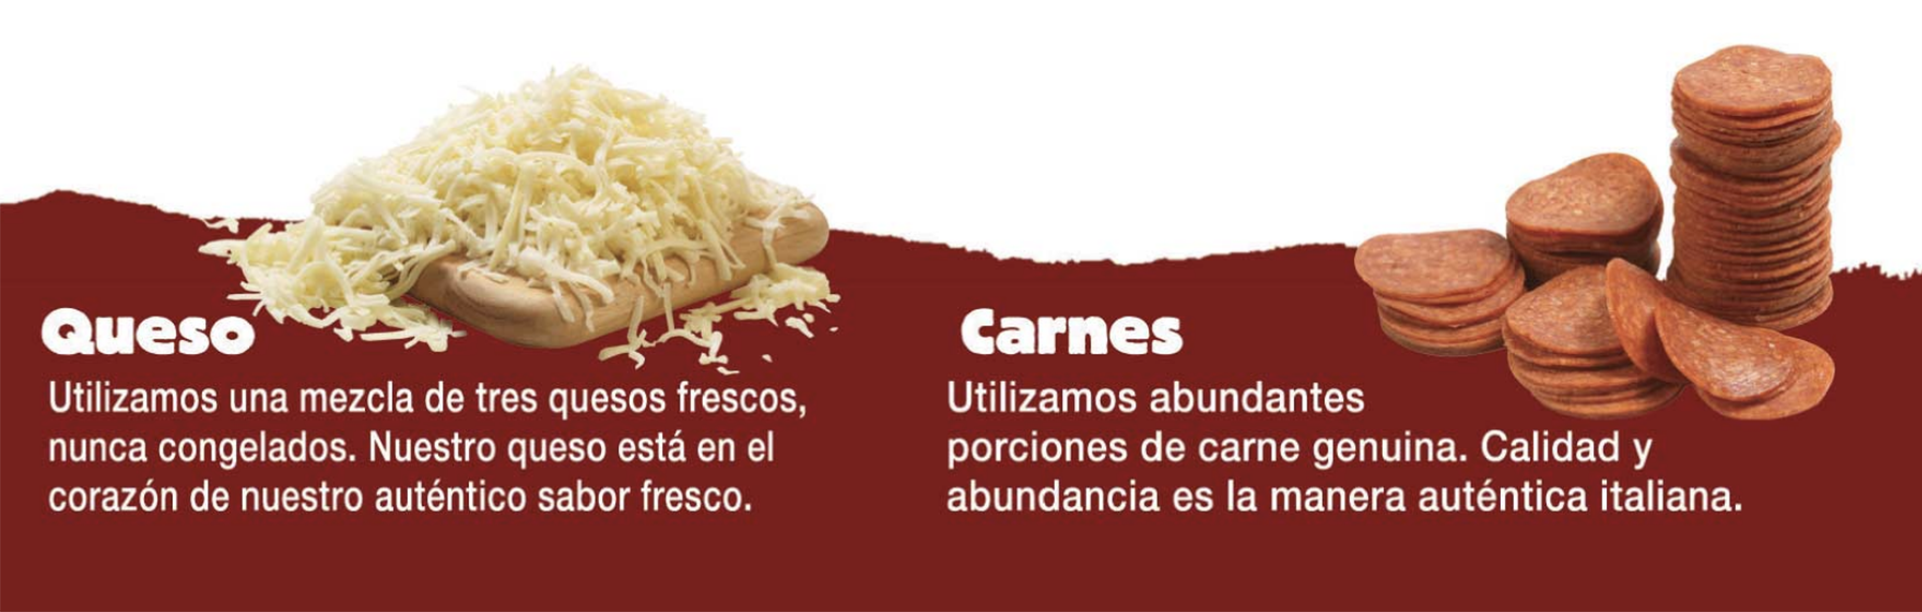 Queso
Utilizamos una mezcla de tres quesos frescos,
nunca congelados. Nuestro queso está en el
corazón de nuestro auténtico sabor fresco.
Carnes
Utilizamos abundantes
porciones de carne genuina. Calidad y
abundancia es la manera auténtica italiana.